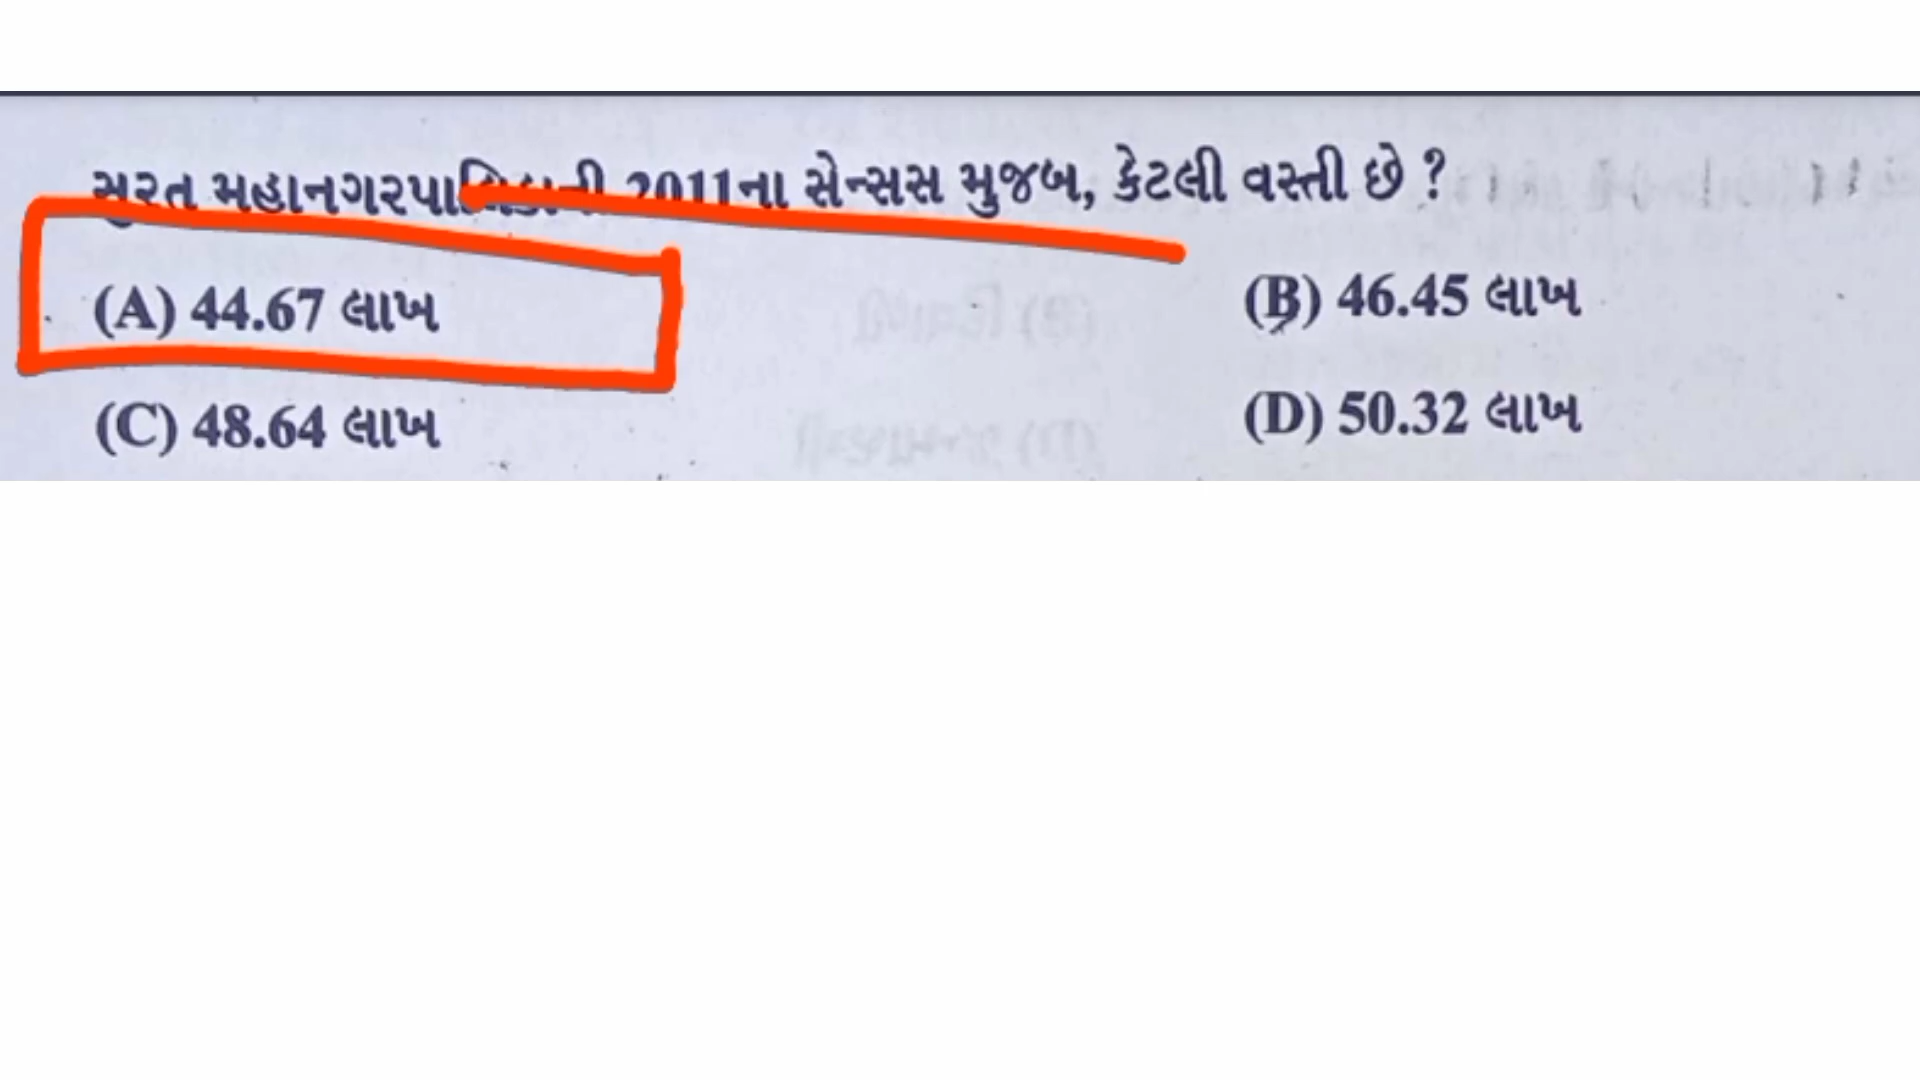 સુરત મહાનગરપાલિકાની 2011ના સેન્સસ મુજબ, કેટલી વસ્તી છે ?
(A) 44.67 લાખ
(B) 46.45 લાખ
(C) 48.64 લાખ
(D) 50.32 લાખ